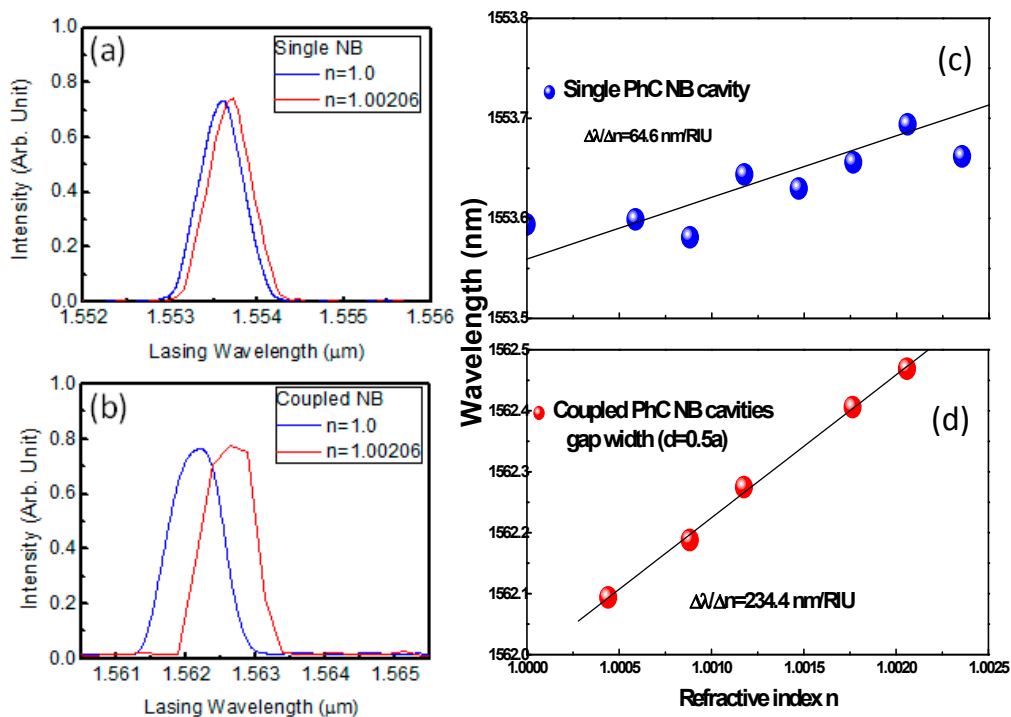 (a)
Single NB
n=1.0
n=1.00206
1.0
0.8
0.6
0.4
0.2
0.0
Intensity (Arb. Unit)
1.552 1.553 1.554 1.555 1.556
Lasing Wavelength (μm)
(b)
Coupled NB
n=1.0
n=1.00206
1.0
0.8
0.6
0.4
0.2
0.0
Intensity (Arb. Unit)
1.561 1.562 1.563 1.564 1.565
Lasing Wavelength (μm)
Wavelength (nm)
(c)
Single PhC NB cavity
Δλ/Δn=64.6 nm/RIU
1553.8
1553.7
1553.6
1553.5
(d)
Coupled PhC NB cavities
gap width (d=0.5a)
Δλ/Δn=234.4 nm/RIU
1562.5
1562.4
1562.3
1562.2
1562.1
1562.0
1.0000 1.0005 1.0010 1.0015 1.0020 1.0025
Refractive index n